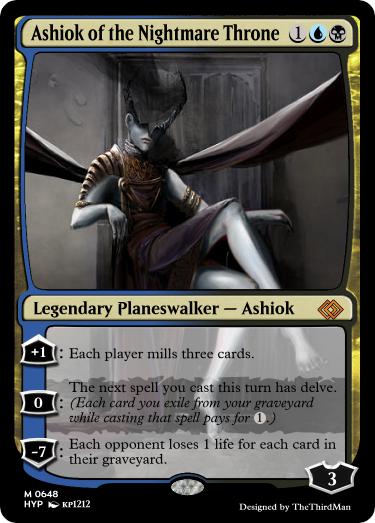 Ashiok of the Nightmare Throne 1
Legendary Planeswalker — Ashiok
+1 : Each player mills three cards.
The next spell you cast this turn has delve.
0 : (Each card you exile from your graveyard
while casting that spell pays for 1.)
-7 : Each opponent loses 1 life for each card in
their graveyard.
3
M 0648
HYP KP1212
Designed by TheThirdMan